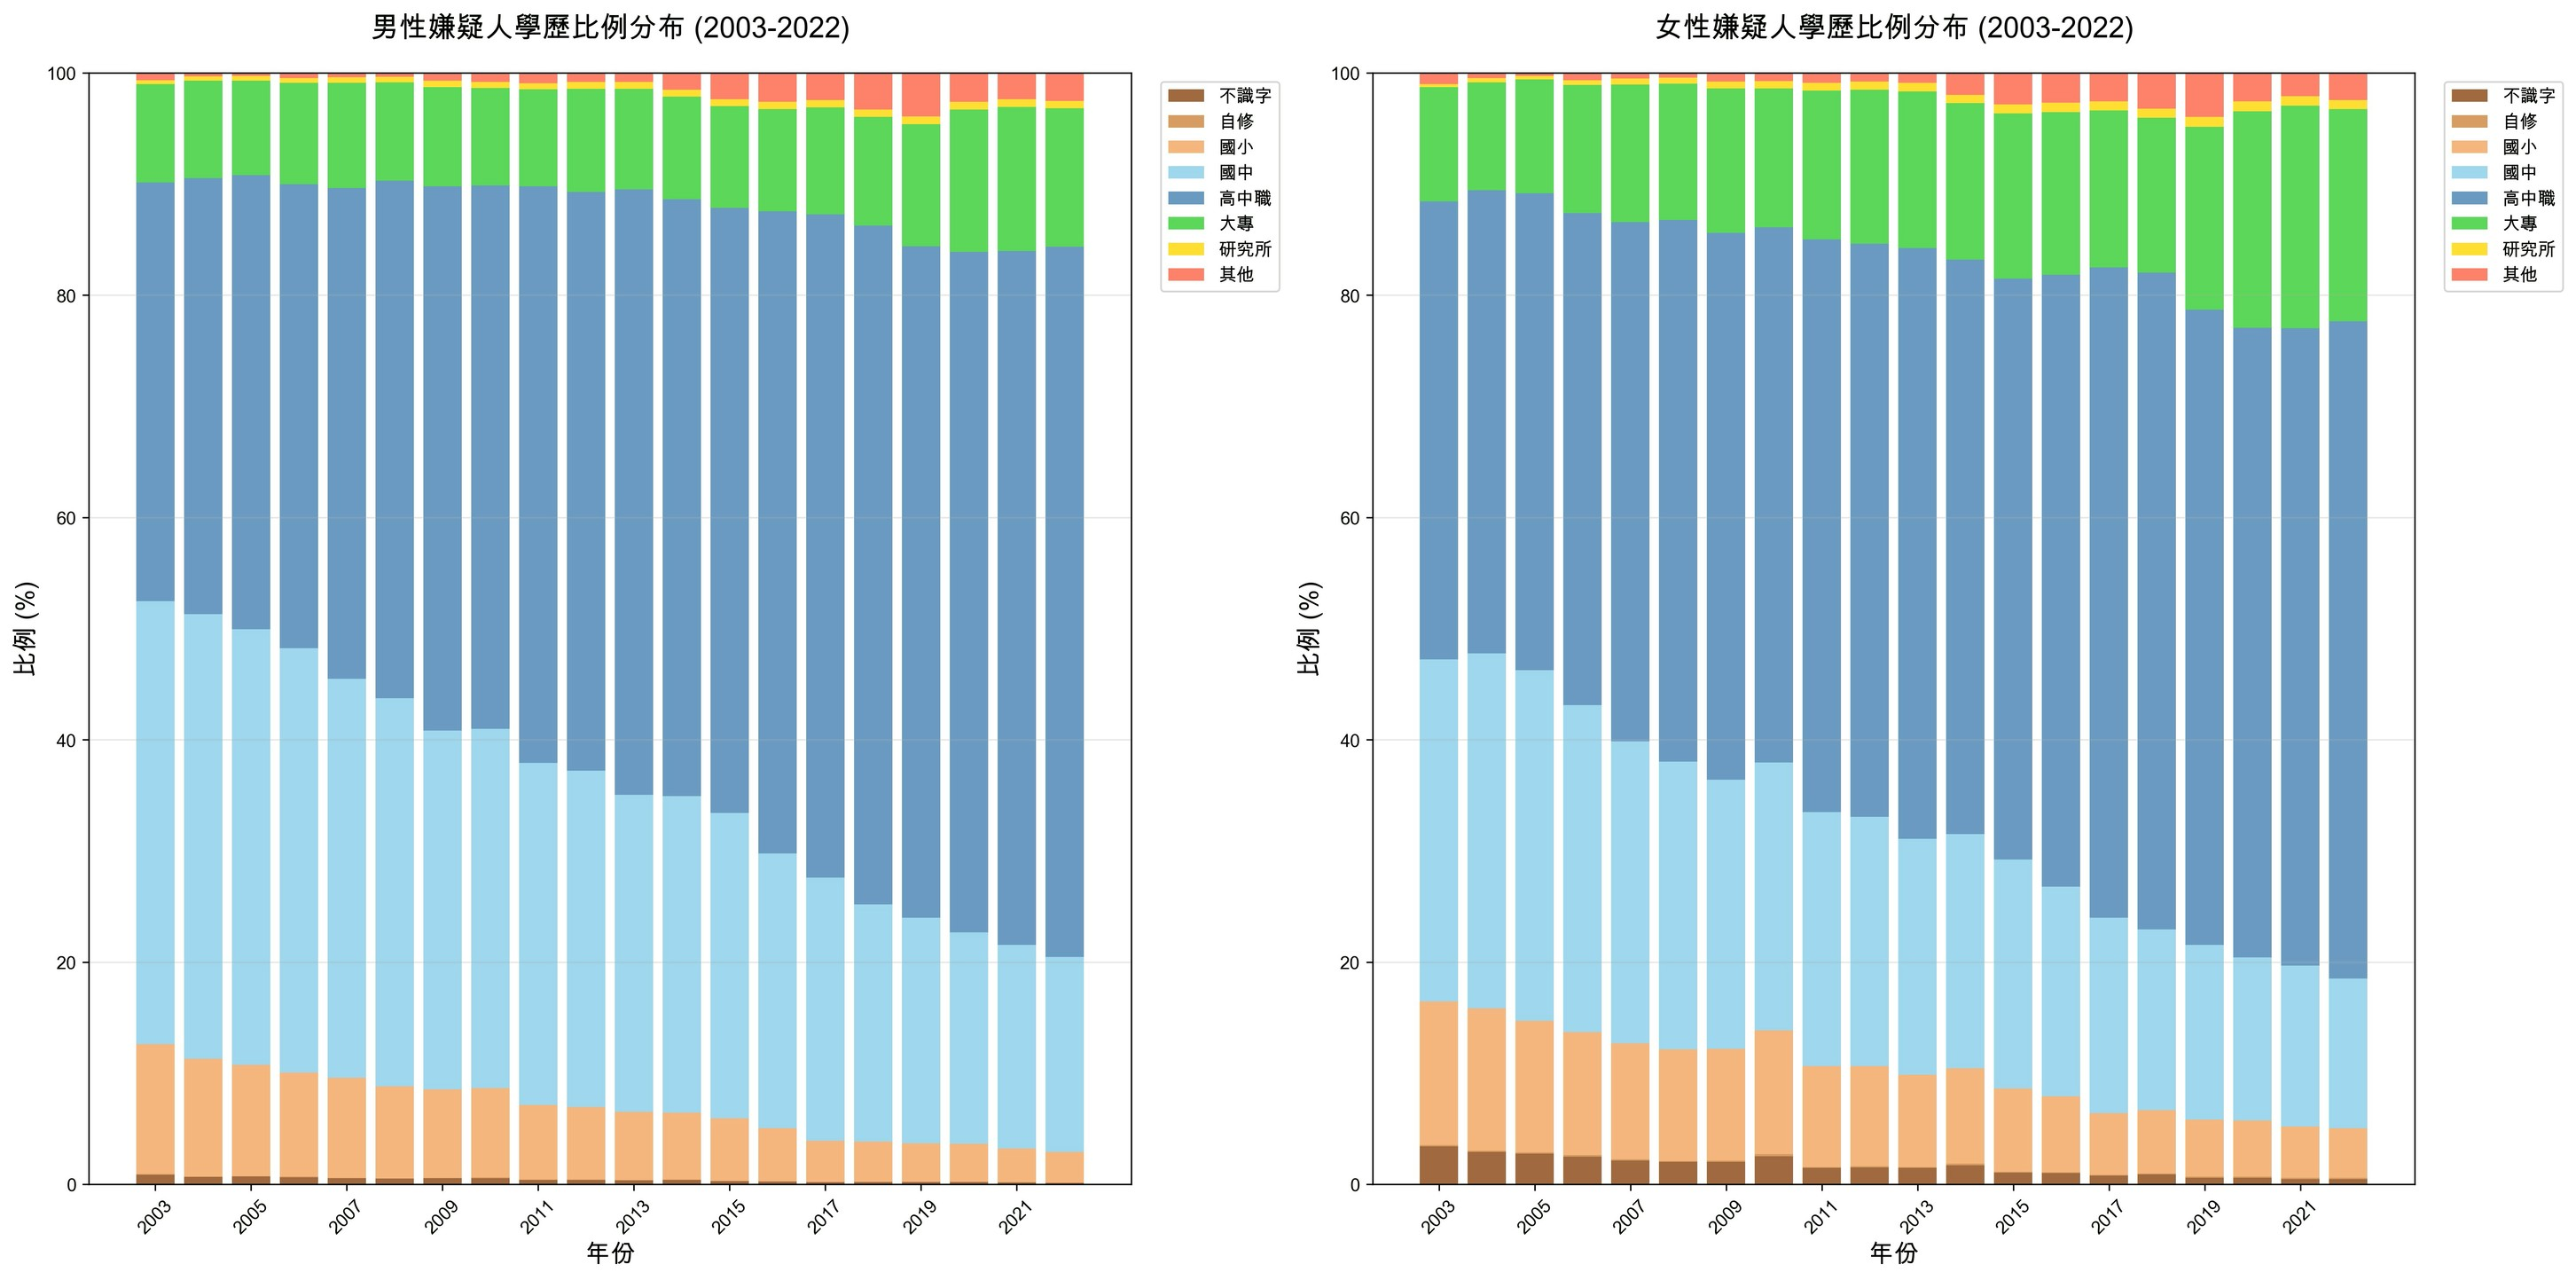 男性嫌疑人學歷比例分布 (2003-2022)
比例 (%)
100
80
60
40
20
0
2003
2005
2007
2009
2011
2013
2015
2017
2019
2021
年份
不識字
自修
國小
國中
高中職
大專
研究所
其他
女性嫌疑人學歷比例分布 (2003-2022)
比例 (%)
100
80
60
40
20
0
2003
2005
2007
2009
2011
2013
2015
2017
2019
2021
年份
不識字
自修
國小
國中
高中職
大專
研究所
其他